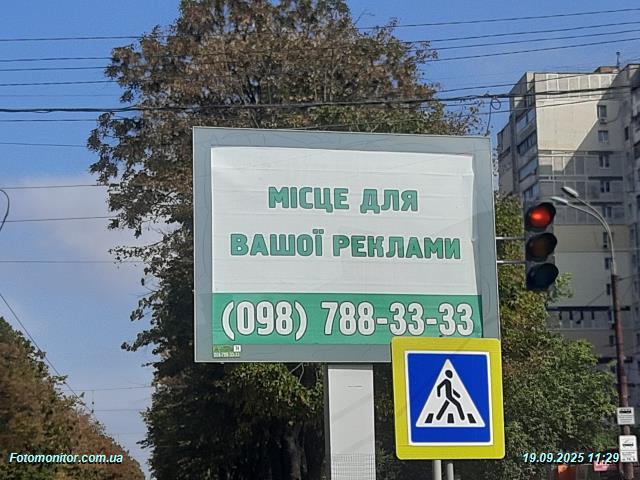 МІСЦЕ ДЛЯ
ВАШОЇ РЕКЛАМИ
(098) 788-33-33
Fotomonitor.com.ua
19.09.2025 11:29